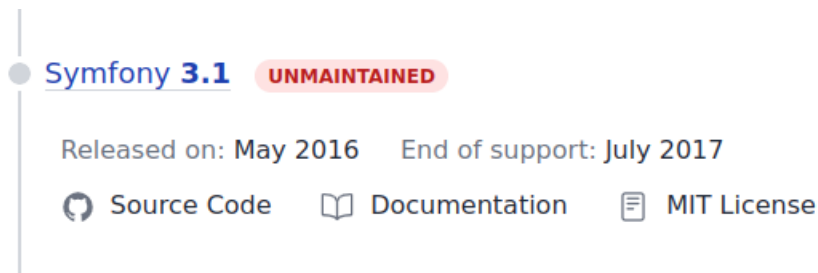 Symfony 3.1 UNMAINTAINED
Released on: May 2016 End of support: July 2017
Source Code Documentation MIT License